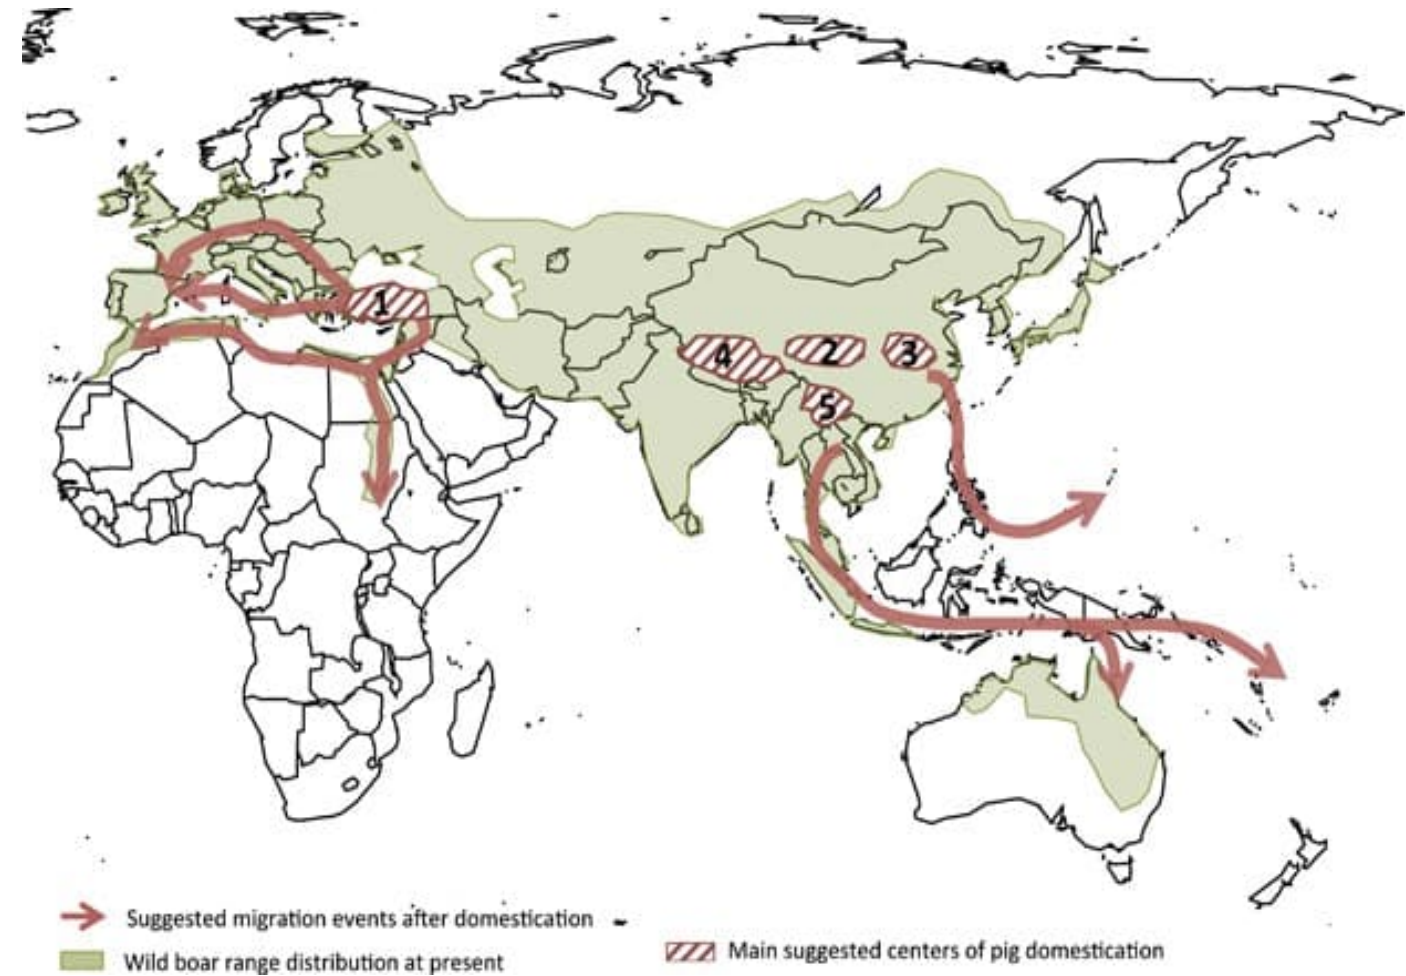 1
4
2
3
5
Suggested migration events after domestication
Wild boar range distribution at present
Main suggested centers of pig domestication